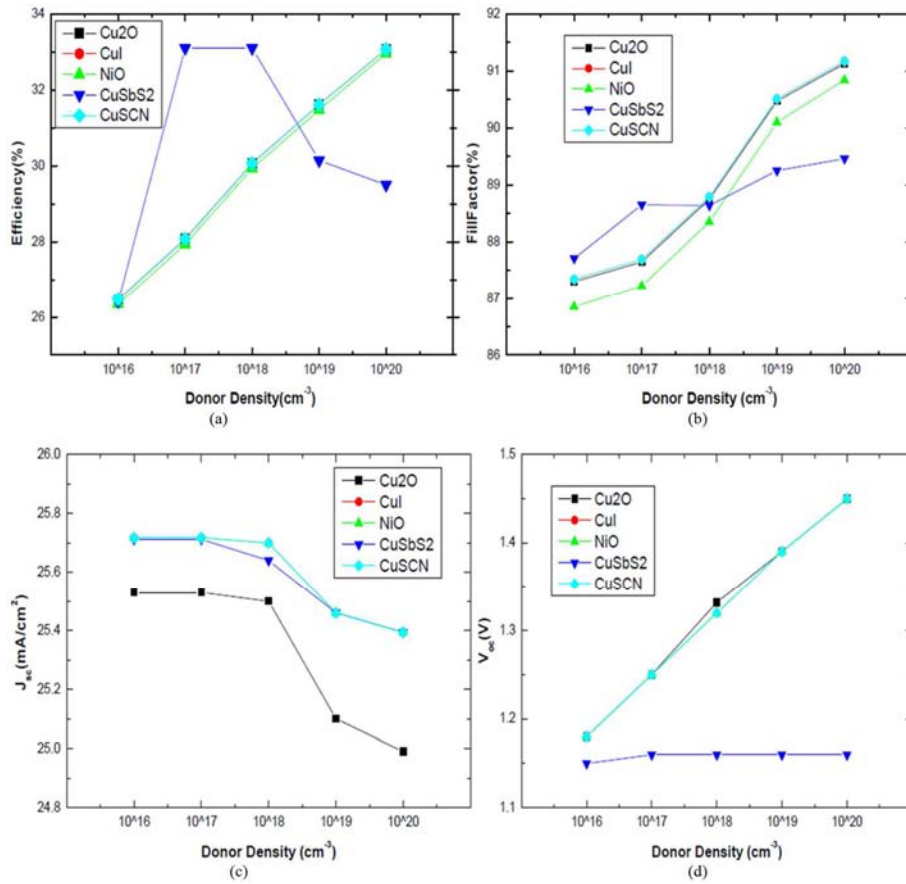 Cu2O
CuI
NiO
CuSbS2
CuSCN
34
32
30
28
26
Efficiency(%)
10^16 10^17 10^18 10^19 10^20
Donor Density(cm-3)
(a)
Cu2O
CuI
NiO
CuSbS2
CuSCN
92
91
90
89
88
87
86
FillFactor(%)
10^16 10^17 10^18 10^19 10^20
Donor Density(cm-3)
(b)
Cu2O
CuI
NiO
CuSbS2
CuSCN
26.0
25.8
25.6
25.4
25.2
25.0
24.8
Jsc(mA/cm2)
10^16 10^17 10^18 10^19 10^20
Donor Density (cm-3)
(c)
Cu2O
CuI
NiO
CuSbS2
CuSCN
1.5
1.4
1.3
1.2
1.1
Voc(V)
10^16 10^17 10^18 10^19 10^20
Donor Density (cm-3)
(d)